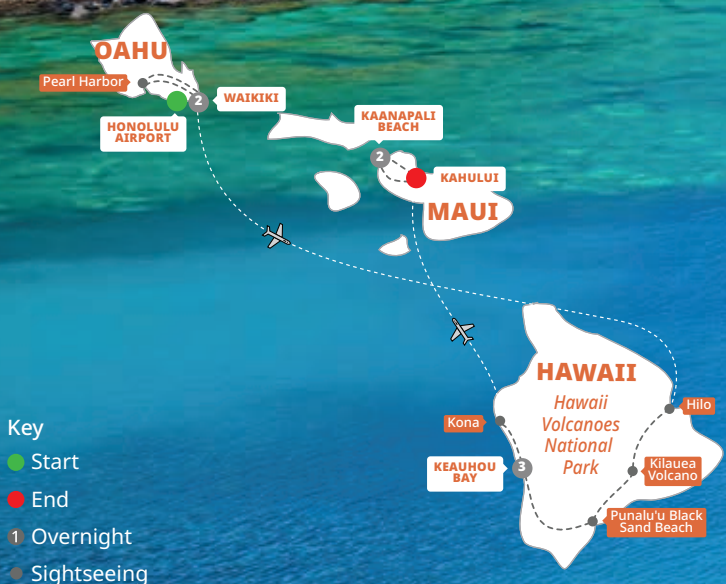 OAHU
Pearl Harbor
2
WAIKIKI
HONOLULU
AIRPORT
KAANAPALI
BEACH
2
KAHULUI
MAUI
HAWAII
Hawaii
Volcanoes
National
Park
Kona
Hilo
KEAUHOU
BAY
3
Kilauea
Volcano
Punalu'u Black
Sand Beach
Key
Start
End
1 Overnight
Sightseeing